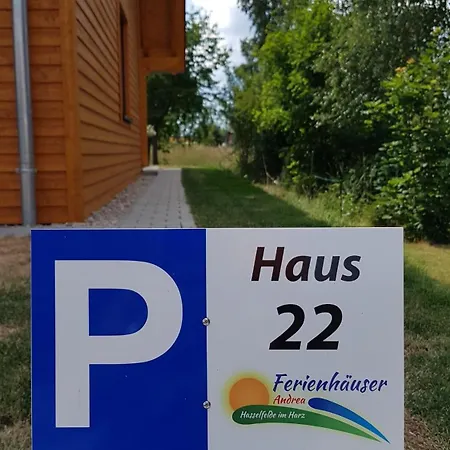 P
Haus
22
Ferienhäuser
Andrea
Hasselfelde im Harz